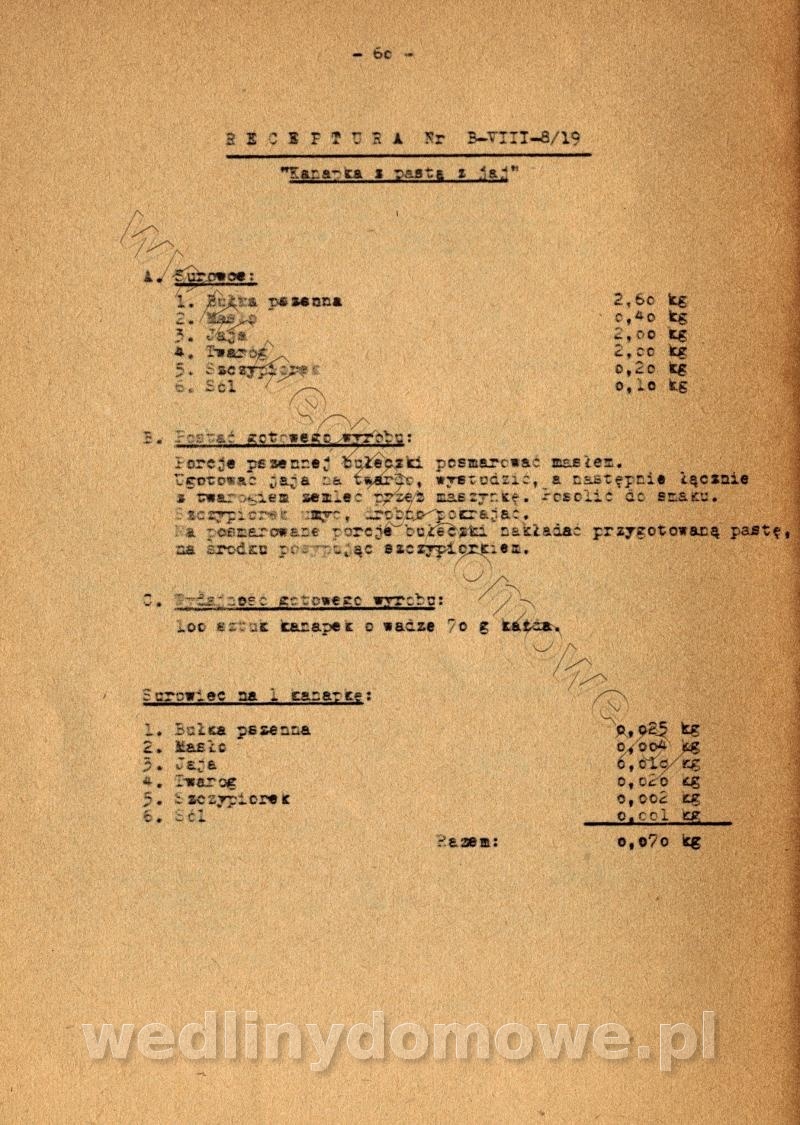 - 60 -
RECEPTURA Nr B-VIII-8/19
"Kanapka z pastą z jaj"
A. Surowce:
1. Bułka pszenna 2,60 kg
2. Masło 0,40 kg
3. Jaja 2,00 kg
4. Twaróg 2,00 kg
5. Szczypiorek 0,20 kg
6. Sól 0,10 kg
B. Postać gotowego wyrobu:
Porcje pszennej bułeczki posmarować masłem.
Ugotować jaja na twardo, wystudzić, a następnie łącznie
z twarogiem zemleć przez maszynkę. Posolić do smaku.
Szczypiorek umyć, drobno pokrajać.
Na posmarowane porcje bułeczki nakładać przygotowaną pastę,
na środku posypując szczypiorkiem.
C. Wydajność gotowego wyrobu:
100 sztuk kanapek o wadze 70 g każda.
Surowiec na 1 kanapkę:
1. Bułka pszenna 0,025 kg
2. Masło 0,004 kg
3. Jaja kg
4. Twaróg 0,020 kg
5. Szczypiorek 0,002 kg
6. Sól 0,001 kg
Razem: 0,070 kg
wedlinydomowe.pl